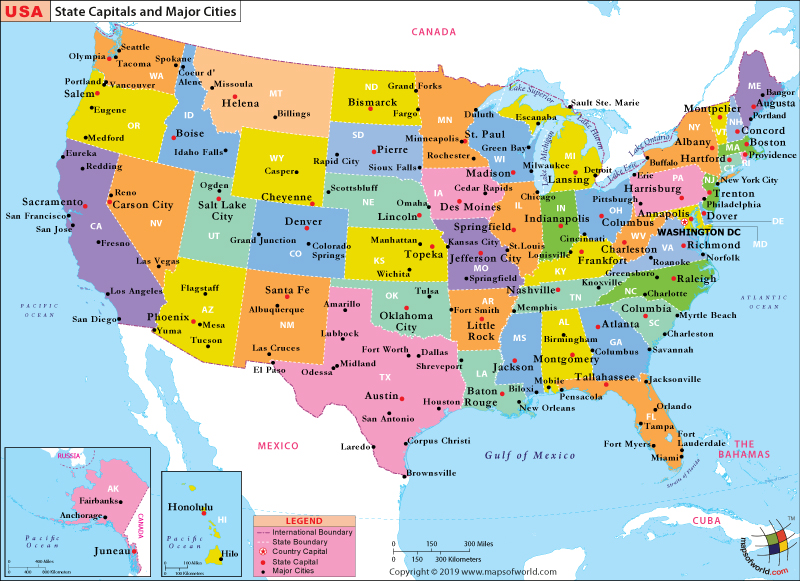 USA State Capitals and Major Cities
CANADA
Seattle
Olympia
Tacoma
Spokane
WA
Coeur d'
Alene
Portland
Vancouver
Salem
Eugene
OR
Medford
Missoula
MT
Helena
Billings
ID
Boise
Idaho Falls
WY
Casper
Cheyenne
ND
Grand Forks
Bismarck
Fargo
SD
Rapid City
Pierre
Sioux Falls
MN
Duluth
Minneapolis
St. Paul
Rochester
Lake Superior
Sault Ste. Marie
Escanaba
Green Bay
WI
Milwaukee
Madison
Lake Michigan
Lake Huron
MI
Lansing
Detroit
Lake Ontario
Lake Erie
Buffalo
Erie
NY
Albany
Montpelier
VT
NH
ME
Bangor
Augusta
Portland
Concord
MA
Boston
Hartford
CT
RI
Providence
New York City
NJ
Trenton
Philadelphia
PA
Harrisburg
Pittsburgh
Annapolis
Dover
DE
WASHINGTON DC
MD
Eureka
Redding
Sacramento
San Francisco
San Jose
CA
Fresno
Los Angeles
San Diego
Reno
Carson City
NV
Las Vegas
Ogden
Salt Lake
City
UT
Grand Junction
Denver
Colorado
Springs
CO
Scottsbluff
NE
Omaha
Lincoln
IA
Cedar Rapids
Des Moines
Chicago
IL
Springfield
IN
Indianapolis
OH
Columbus
Cincinnati
WV
Charleston
VA
Richmond
Norfolk
Roanoke
Manhattan
Topeka
KS
Wichita
Kansas City
Jefferson City
St.Louis
MO
Springfield
Louisville
Frankfort
KY
Greensboro
Raleigh
NC
Charlotte
Knoxville
Nashville
TN
Memphis
Flagstaff
AZ
Phoenix
Mesa
Tucson
Yuma
Santa Fe
Albuquerque
NM
Las Cruces
El Paso
Amarillo
Lubbock
Midland
Odessa
Fort Worth
Dallas
TX
Austin
San Antonio
Houston
Laredo
Corpus Christi
Brownsville
OK
Tulsa
Oklahoma
City
AR
Fort Smith
Little
Rock
Shreveport
LA
Baton
Rouge
New Orleans
MS
Jackson
Biloxi
AL
Birmingham
Montgomery
Mobile
Pensacola
GA
Atlanta
Columbus
Savannah
SC
Columbia
Myrtle Beach
Charleston
Tallahassee
Jacksonville
FL
Orlando
Tampa
Fort Myers
Fort
Lauderdale
Miami
Straits of Florida
THE
BAHAMAS
CUBA
Gulf of Mexico
MEXICO
PACIFIC
OCEAN
ATLANTIC
OCEAN
RUSSIA
AK
Fairbanks
Anchorage
CANADA
Juneau
Pacific
Ocean
0 400 Miles
0 400 Kilometers
Honolulu
HI
Hilo
Pacific
Ocean
0 100 Miles
0 100 Kilometers
LEGEND
International Boundary
State Boundary
Country Capital
State Capital
Major Cities
0 300 Miles
0 300 Kilometers
Copyright © 2019 www.mapsofworld.com
mapsofworld.com
TM